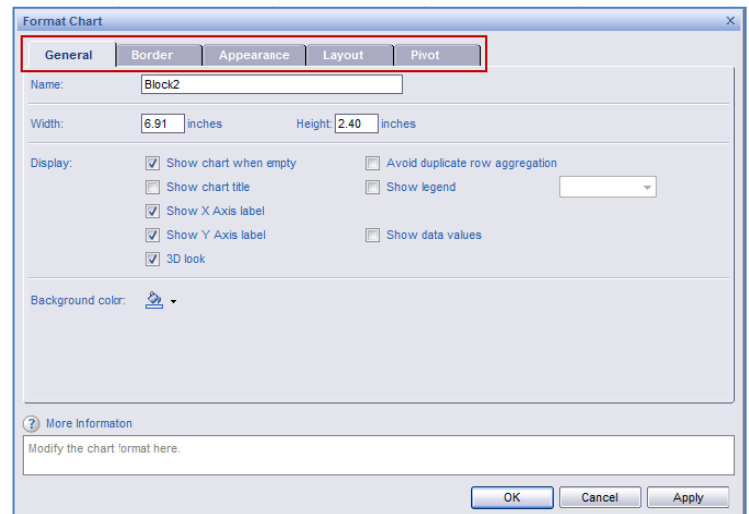 Format Chart
General Border Appearance Layout Pivot
Name: Block2
Width: 6.91 inches Height: 2.40 inches
Display: Show chart when empty Avoid duplicate row aggregation
Show chart title Show legend
Show X Axis label
Show Y Axis label Show data values
3D look
Background color:
? More Information
Modify the chart format here.
OK Cancel Apply